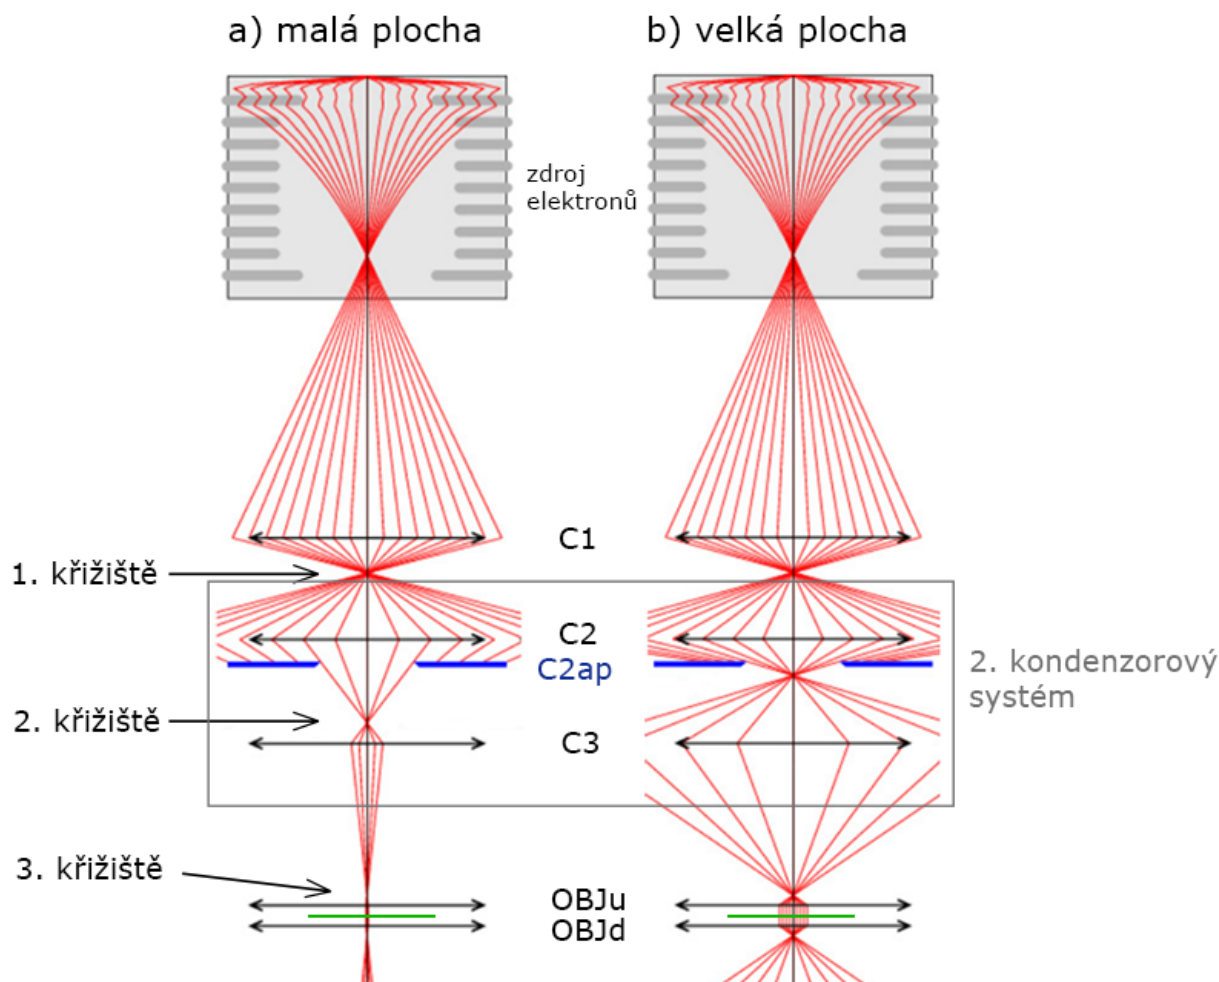 a) malá plocha
b) velká plocha
zdroj
elektronů
C1
1. křižiště
C2
C2ap
2. kondenzorový
systém
2. křižiště
C3
3. křižiště
OBJu
OBJd